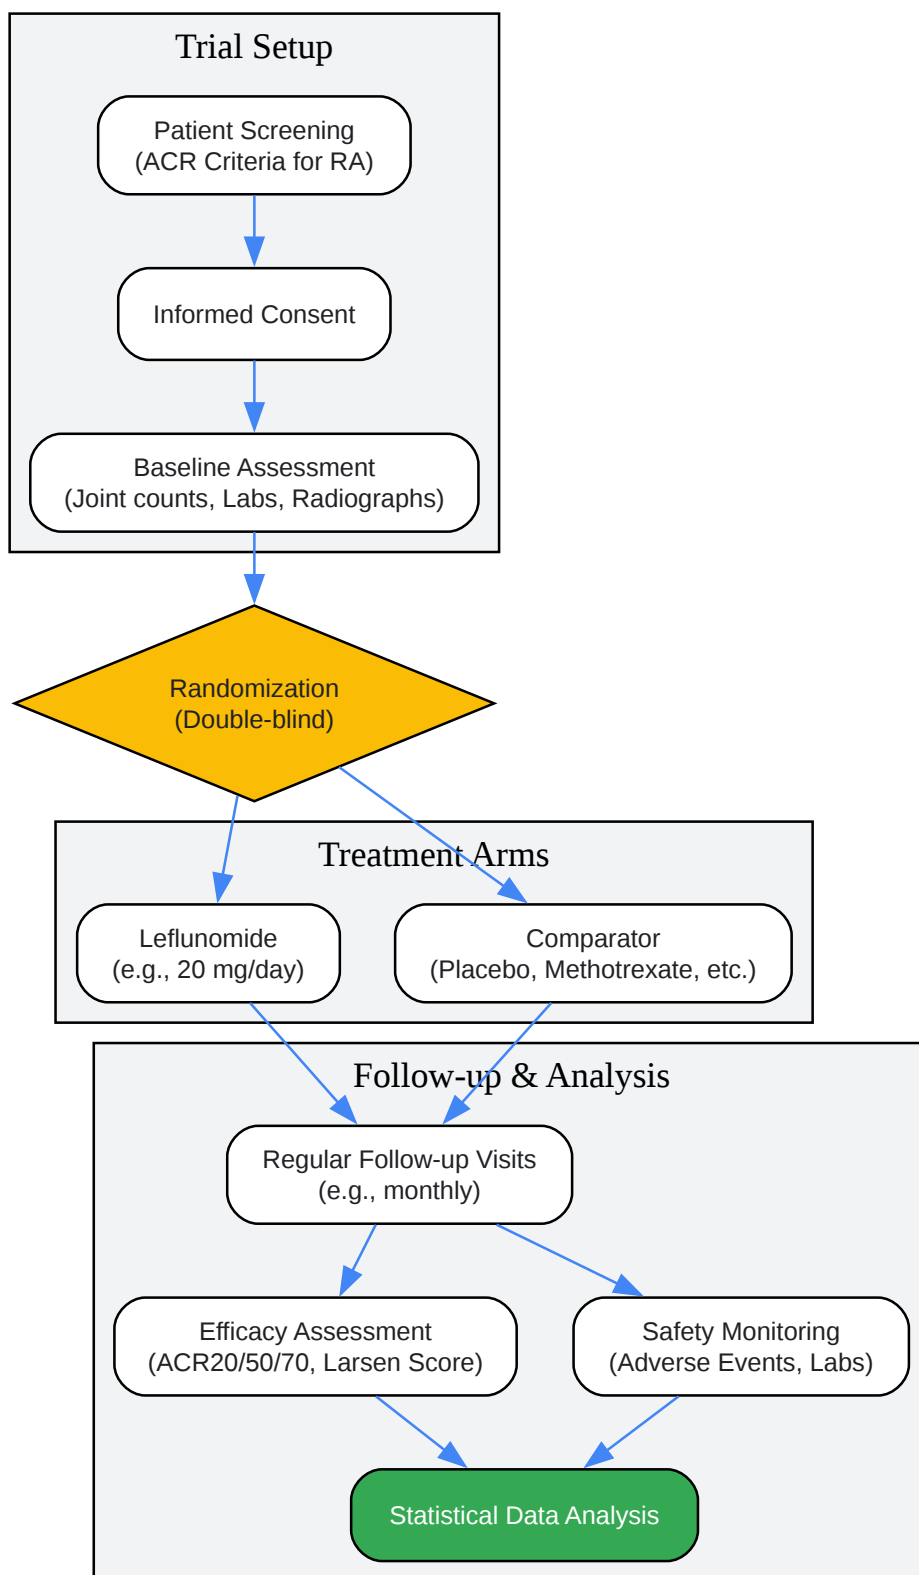 Trial Setup
Patient Screening
(ACR Criteria for RA)
Informed Consent
Baseline Assessment
(Joint counts, Labs, Radiographs)
Randomization
(Double-blind)
Treatment Arms
Leflunomide
(e.g., 20 mg/day)
Comparator
(Placebo, Methotrexate, etc.)
Follow-up & Analysis
Regular Follow-up Visits
(e.g., monthly)
Efficacy Assessment
(ACR20/50/70, Larsen Score)
Safety Monitoring
(Adverse Events, Labs)
Statistical Data Analysis